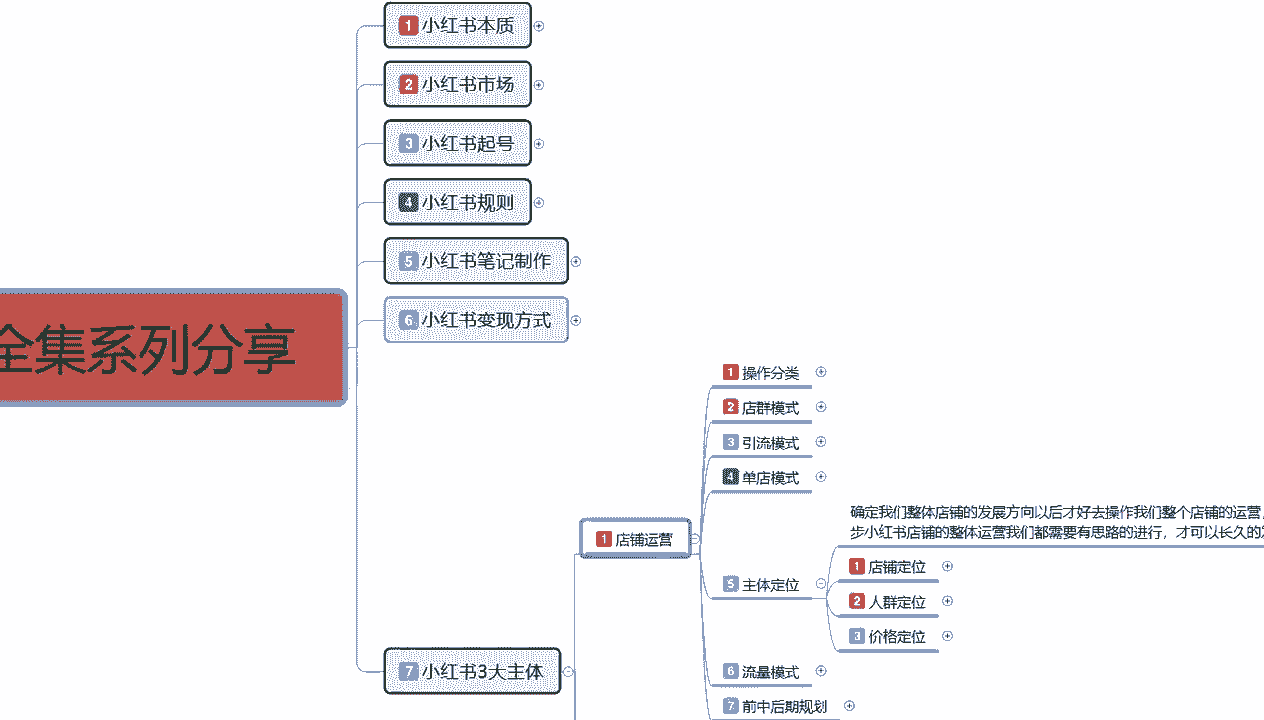 1 小红书本质
2 小红书市场
3 小红书起号
4 小红书规则
5 小红书笔记制作
6 小红书变现方式
全集系列分享
1 操作分类
2 店群模式
3 引流模式
4 单店模式
1 店铺运营
确定我们整体店铺的发展方向以后才好去操作我们整个店铺的运营,
步小红书店铺的整体运营我们都需要有思路的进行，才可以长久的
5 主体定位
1 店铺定位
2 人群定位
3 价格定位
7 小红书3大主体
6 流量模式
7 前中后期规划